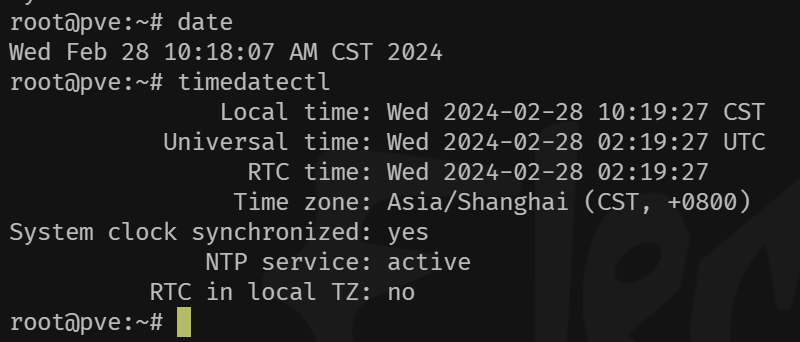 root@pve:~# date
Wed Feb 28 10:18:07 AM CST 2024
root@pve:~# timedatectl
               Local time: Wed 2024-02-28 10:19:27 CST
           Universal time: Wed 2024-02-28 02:19:27 UTC
                 RTC time: Wed 2024-02-28 02:19:27
                Time zone: Asia/Shanghai (CST, +0800)
System clock synchronized: yes
              NTP service: active
          RTC in local TZ: no
root@pve:~#